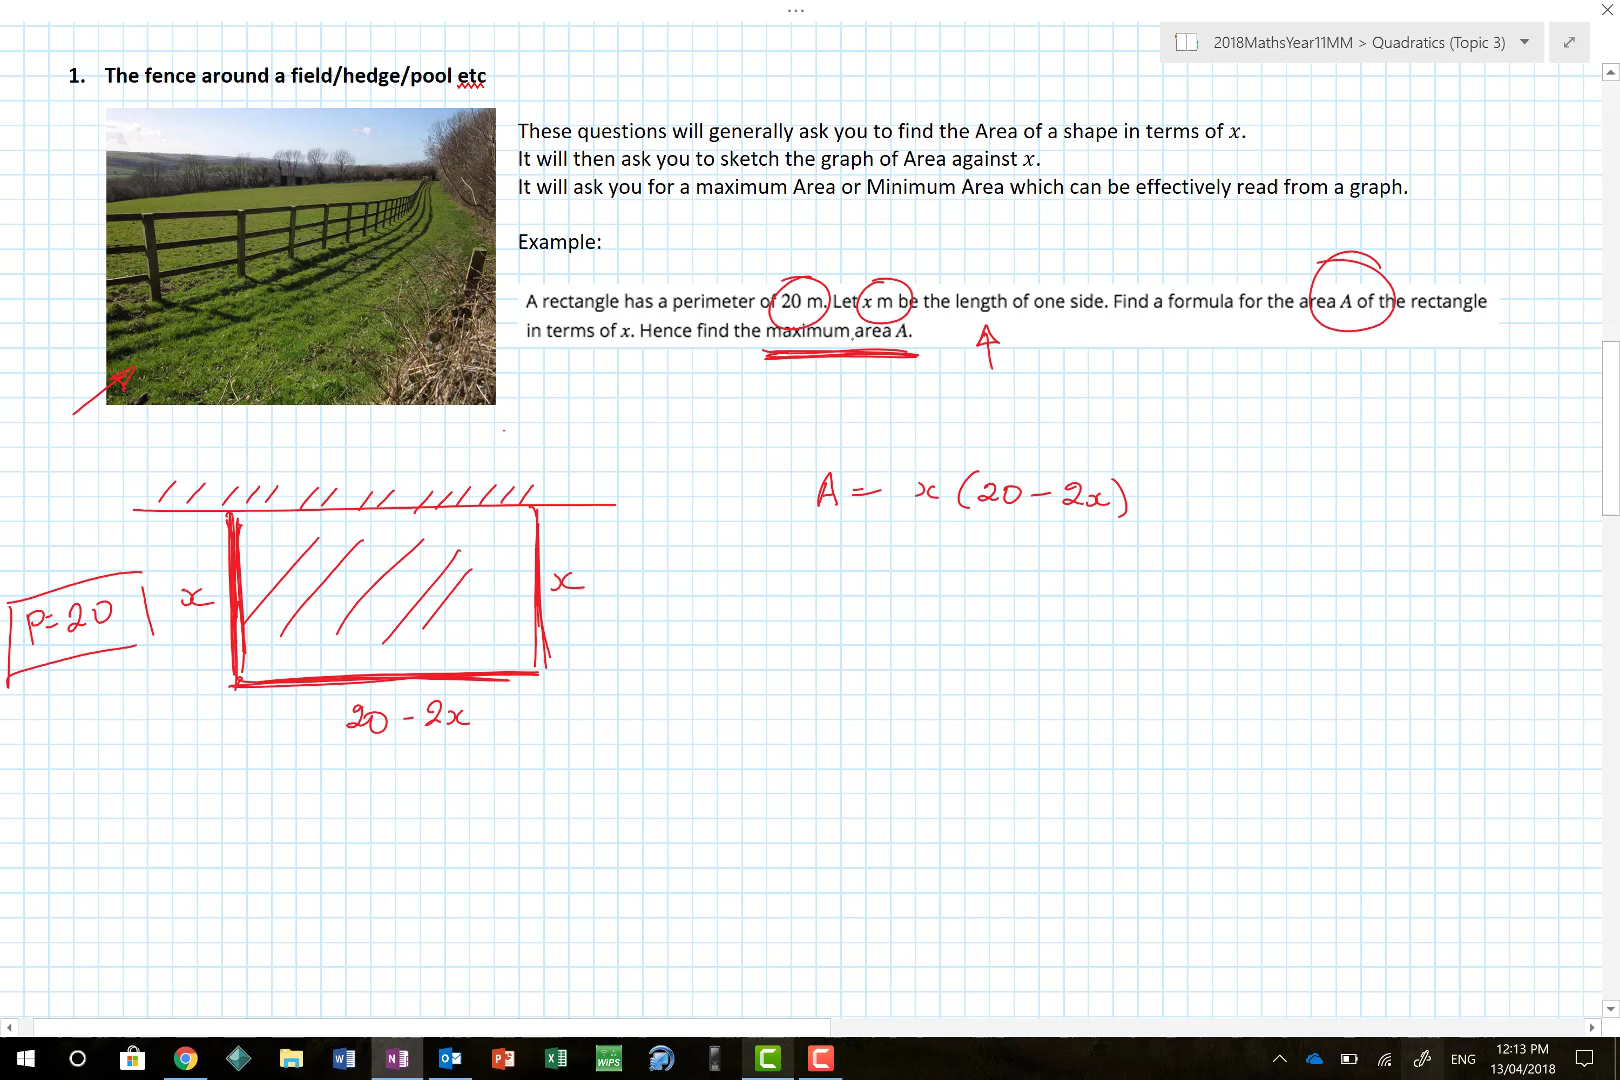 2018MathsYear11MM > Quadratics (Topic 3)
1. The fence around a field/hedge/pool etc
These questions will generally ask you to find the Area of a shape in terms of x.
It will then ask you to sketch the graph of Area against x.
It will ask you for a maximum Area or Minimum Area which can be effectively read from a graph.
Example:
A rectangle has a perimeter of 20 m. Let x m be the length of one side. Find a formula for the area A of the rectangle
in terms of x. Hence find the maximum area A.
A = x (20 - 2x)
x
x
P=20
20 - 2x
WiPS
ENG
12:13 PM
13/04/2018